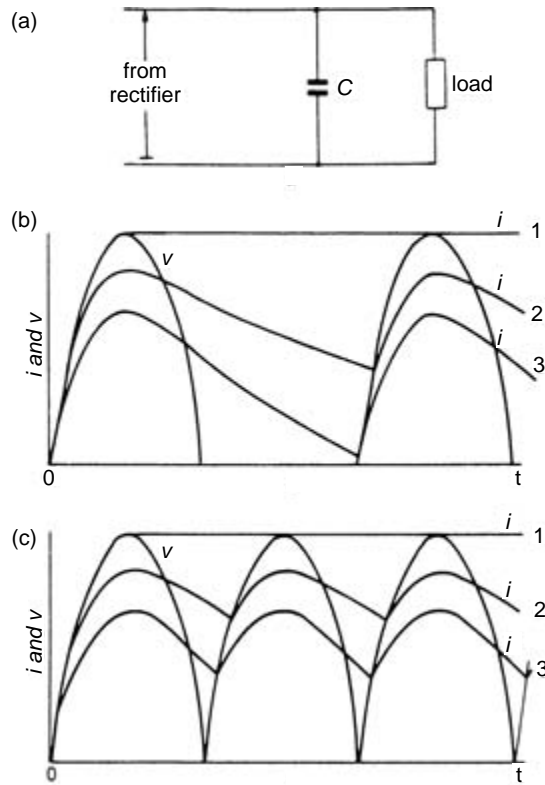 (a)
from
rectifier
C
load
(b)
i 1
v
i
2
i
3
i and v
0 t
(c)
i 1
v
i
2
i
3
i and v
0 t